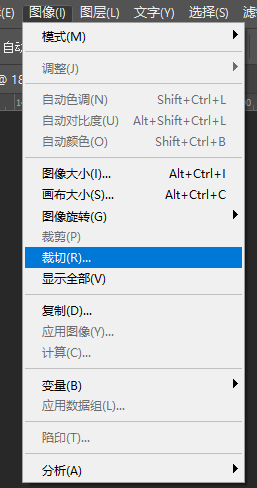 图像(I) 图层(L) 文字(Y) 选择(S)
模式(M)
自动
调整(J)
@ 18
自动色调(N) Shift+Ctrl+L
自动对比度(U) Alt+Shift+Ctrl+L
自动颜色(O) Shift+Ctrl+B
图像大小(I)... Alt+Ctrl+I
画布大小(S)... Alt+Ctrl+C
图像旋转(G)
裁剪(P)
裁切(R)...
显示全部(V)
复制(D)...
应用图像(Y)...
计算(C)...
变量(B)
应用数据组(L)...
陷印(T)...
分析(A)